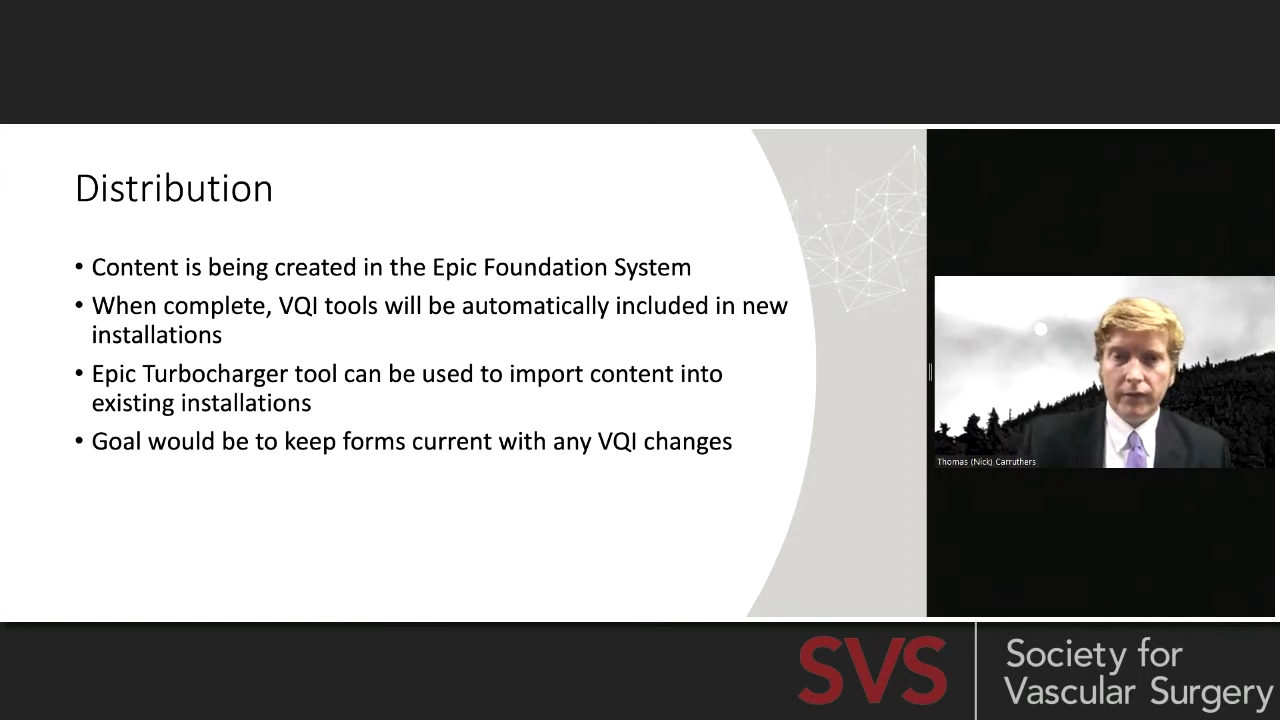 Distribution
• Content is being created in the Epic Foundation System
• When complete, VQI tools will be automatically included in new
installations
• Epic Turbocharger tool can be used to import content into
existing installations
• Goal would be to keep forms current with any VQI changes
Thomas (Nick) Carruthers
SVS
Society for
Vascular Surgery